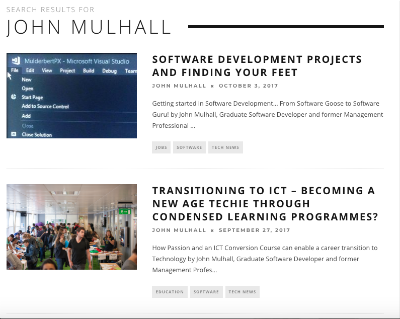 SEARCH RESULTS FOR
JOHN MULHALL
MulderbertPX - Microsoft Visual Studio
File Edit View Project Build Debug Team
New
Open
Start Page
Add to Source Control
Add
Close
Close Solution
SOFTWARE DEVELOPMENT PROJECTS
AND FINDING YOUR FEET
JOHN MULHALL • OCTOBER 3, 2017
Getting started in Software Development... From Software Goose to Software
Guru! by John Mulhall, Graduate Software Developer and former Management
Professional ...
JOBS SOFTWARE TECH NEWS
TRANSITIONING TO ICT – BECOMING A
NEW AGE TECHIE THROUGH
CONDENSED LEARNING PROGRAMMES?
JOHN MULHALL • SEPTEMBER 27, 2017
How Passion and an ICT Conversion Course can enable a career transition to
Technology by John Mulhall, Graduate Software Developer and former
Management Profes...
EDUCATION SOFTWARE TECH NEWS